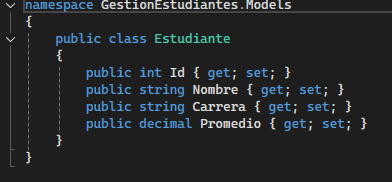 namespace GestionEstudiantes.Models
{
public class Estudiante
{
public int Id { get; set; }
public string Nombre { get; set; }
public string Carrera { get; set; }
public decimal Promedio { get; set; }
}
}